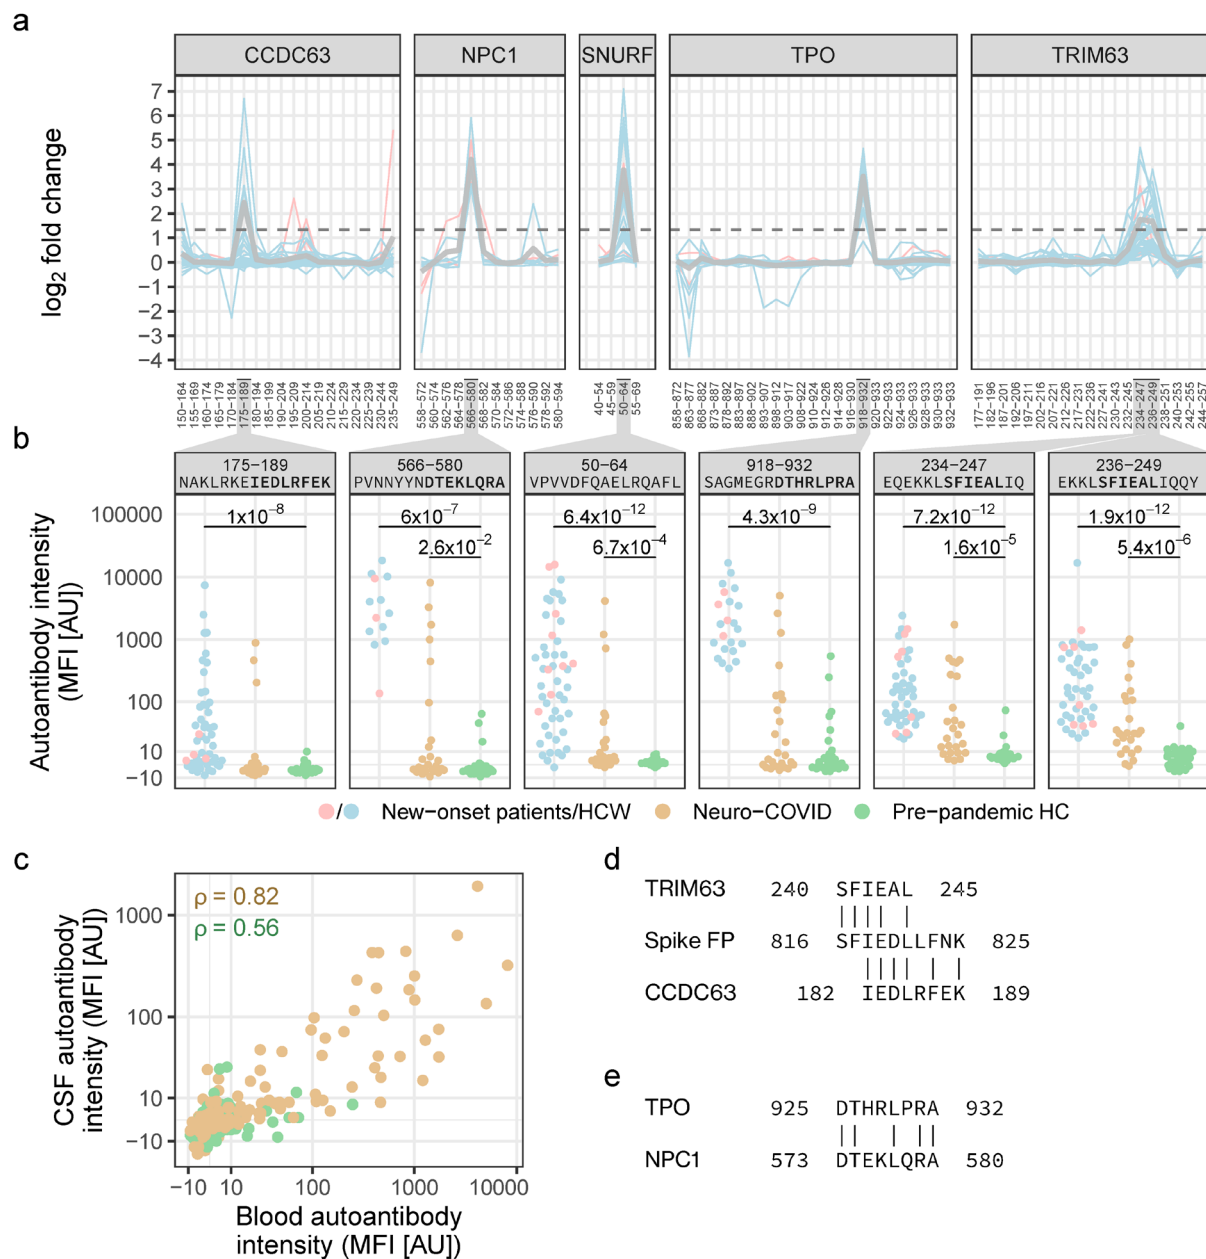 a
CCDC63 NPC1 SNURF TPO TRIM63
log₂ fold change
7
6
5
4
3
2
1
0
−1
−2
−3
−4
150−164 155−169 160−174 165−179 170−184 175−189 180−194 185−199 190−204 195−209 200−214 205−219 210−224 215−229 220−234 225−239 230−244 235−249
558−572 560−574 562−576 564−578 566−580 568−582 570−584 572−586 574−588 576−590 578−592 580−594
40−54 45−59 50−64 55−69
858−872 863−877 868−882 873−887 878−892 883−897 888−902 893−907 898−912 903−917 908−922 910−924 912−926 914−928 916−930 918−932 920−933 922−933 924−933 926−933 928−933 930−933 932−933
177−191 182−196 187−201 192−206 197−211 202−216 207−221 212−226 217−231 222−236 227−241 230−243 232−245 234−247 236−249 238−251 240−253 242−255 244−257
b
175−189 566−580 50−64 918−932 234−247 236−249
NAKLRKEIEDLRFEK PVNNYYNDTEKLQRA VPVVDFQAELRQAFL SAGMEGRDTHRLPRA EQEKKLSFIEALIQ EKKLSFIEALIQQY
Autoantibody intensity
(MFI [AU])
100000
10000
1000
100
10
−10
1x10⁻⁸ 6x10⁻⁷ 6.4x10⁻¹² 4.3x10⁻⁹ 7.2x10⁻¹² 1.9x10⁻¹²
2.6x10⁻² 6.7x10⁻⁴ 1.6x10⁻⁵ 5.4x10⁻⁶
/ New−onset patients/HCW Neuro−COVID Pre−pandemic HC
c
ρ = 0.82
ρ = 0.56
CSF autoantibody
intensity (MFI [AU])
1000
100
10
−10
−10 10 100 1000 10000
Blood autoantibody
intensity (MFI [AU])
d
TRIM63 240 SFIEAL 245
Spike FP 816 SFIEDLLFNK 825
CCDC63 182 IEDLRFEK 189
e
TPO 925 DTHRLPRA 932
NPC1 573 DTEKLQRA 580